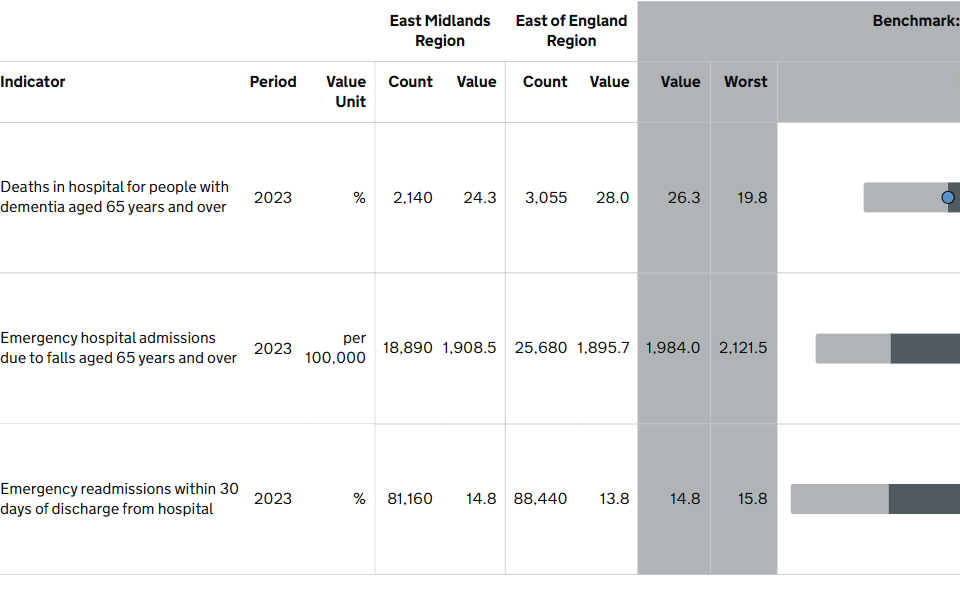 East Midlands Region East of England Region Benchmark:
Indicator Period Value Unit Count Value Count Value Value Worst
Deaths in hospital for people with
dementia aged 65 years and over
2023 % 2,140 24.3 3,055 28.0 26.3 19.8
Emergency hospital admissions
due to falls aged 65 years and over
2023 per 100,000 18,890 1,908.5 25,680 1,895.7 1,984.0 2,121.5
Emergency readmissions within 30
days of discharge from hospital
2023 % 81,160 14.8 88,440 13.8 14.8 15.8